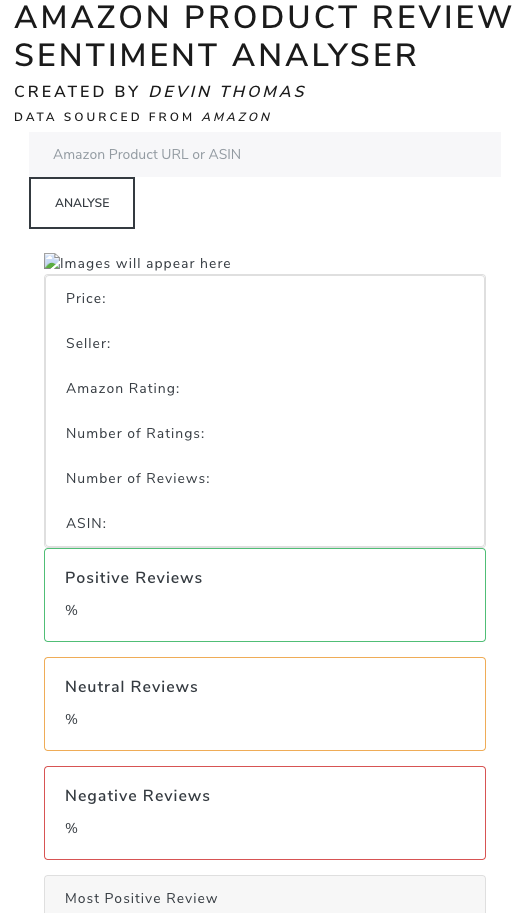 AMAZON PRODUCT REVIEW
SENTIMENT ANALYSER
CREATED BY DEVIN THOMAS
DATA SOURCED FROM AMAZON
Amazon Product URL or ASIN
ANALYSE
Images will appear here
Price:
Seller:
Amazon Rating:
Number of Ratings:
Number of Reviews:
ASIN:
Positive Reviews
%
Neutral Reviews
%
Negative Reviews
%
Most Positive Review